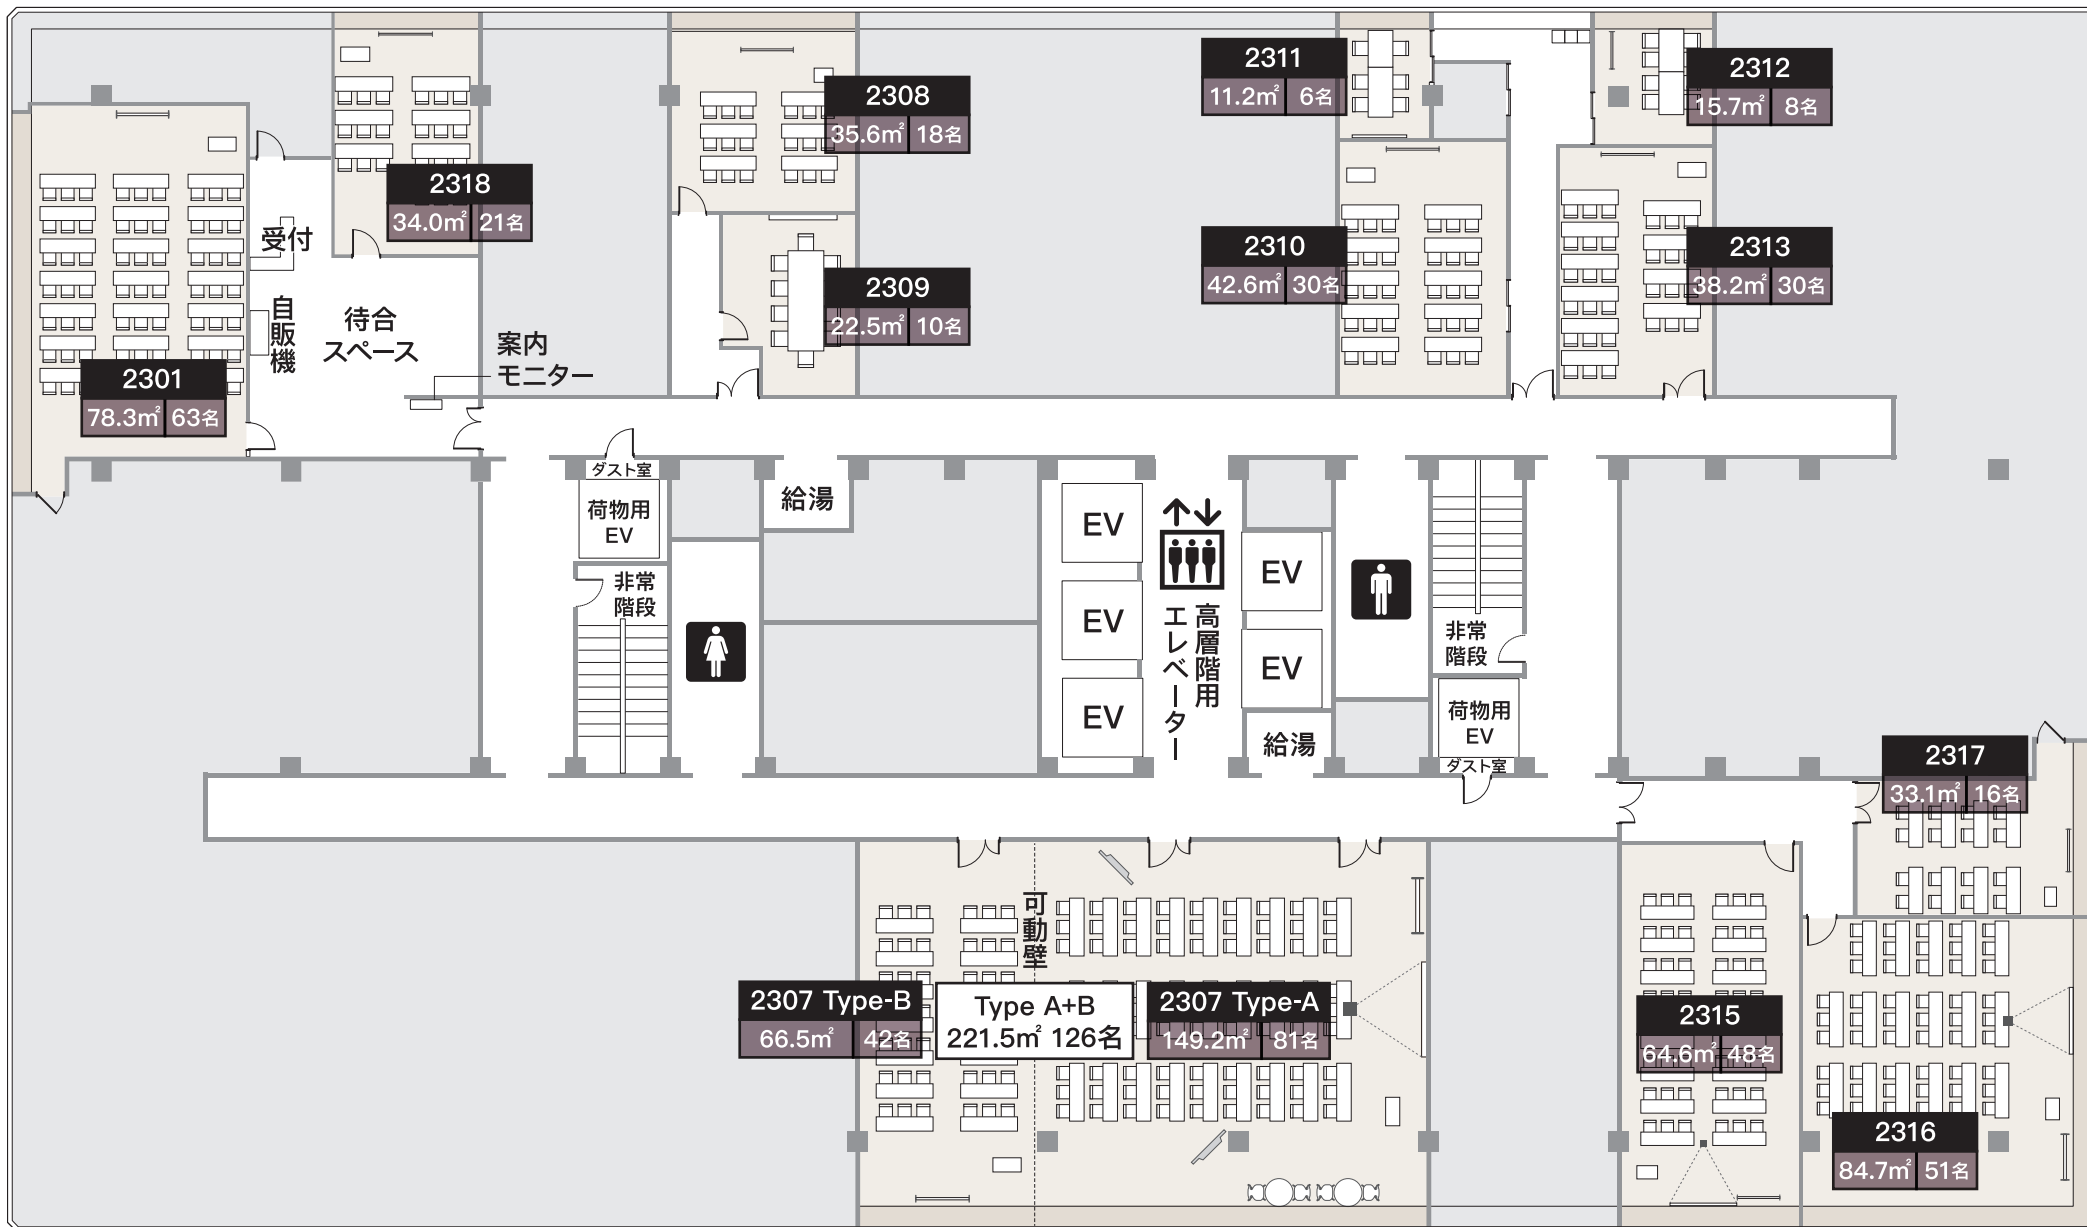 2311
11.2㎡ 6名
2312
15.7㎡ 8名
2308
35.6㎡ 18名
2318
34.0㎡ 21名
受付
2310
42.6㎡ 30名
2313
38.2㎡ 30名
2309
22.5㎡ 10名
自販機
待合
スペース
案内
モニター
2301
78.3㎡ 63名
ダスト室
荷物用
EV
給湯
非常
階段
EV
EV
EV
高層階用
エレベーター
EV
EV
給湯
非常
階段
荷物用
EV
ダスト室
2317
33.1㎡ 16名
可動壁
2307 Type-B
66.5㎡ 42名
Type A+B
221.5㎡ 126名
2307 Type-A
149.2㎡ 81名
2315
64.6㎡ 48名
2316
84.7㎡ 51名